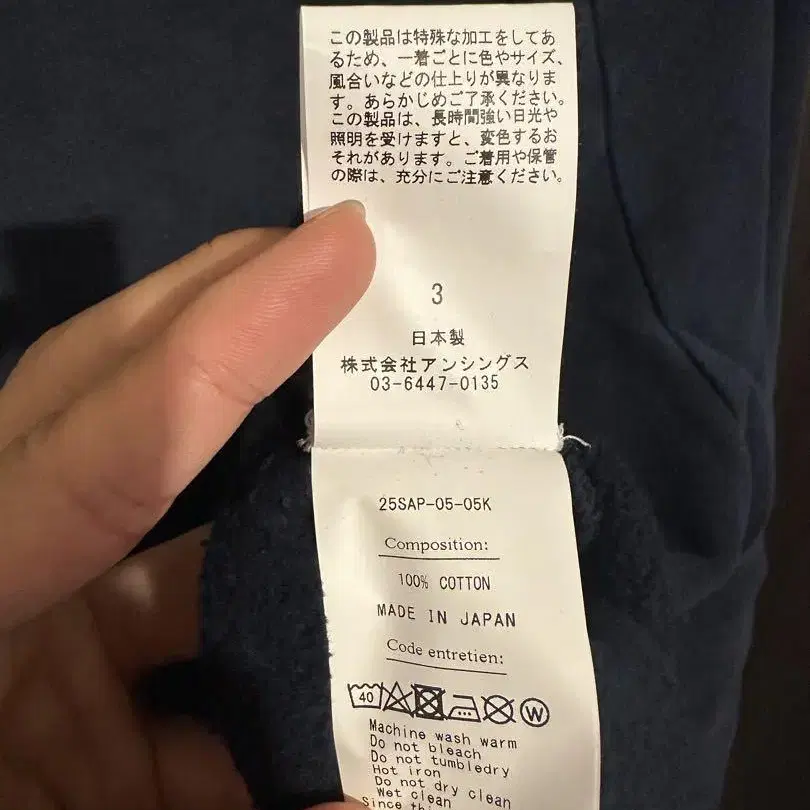 この製品は特殊な加工をしてあ
るため、一着ごとに色やサイズ、
風合いなどの仕上りが異なりま
す。あらかじめご了承ください。
この製品は、長時間強い日光や
照明を受けますと、変色するお
それがあります。ご着用や保管
の際は、充分にご注意ください。
3
日本製
株式会社アンシングス
03-6447-0135
25SAP-05-05K
Composition:
100% COTTON
MADE IN JAPAN
Code entretien:
40 W
Machine wash warm
Do not bleach
Do not tumbledry
Hot iron
Do not dry clean
Wet clean
Since this